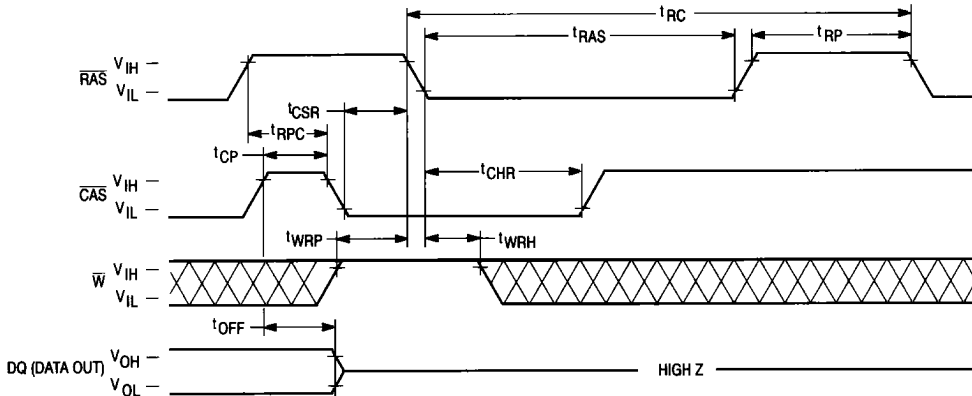 tRC
tRAS
tRP
RAS VIH
VIL
tCSR
tRPC
tCP
CAS VIH
VIL
tCHR
tWRP
tWRH
W VIH
VIL
tOFF
DQ (DATA OUT) VOH
VOL
HIGH Z